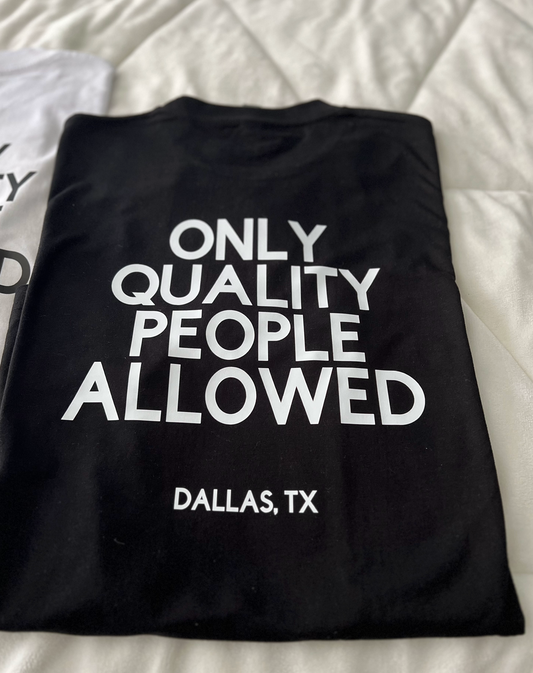 ONLY
QUALITY
PEOPLE
ALLOWED
DALLAS, TX